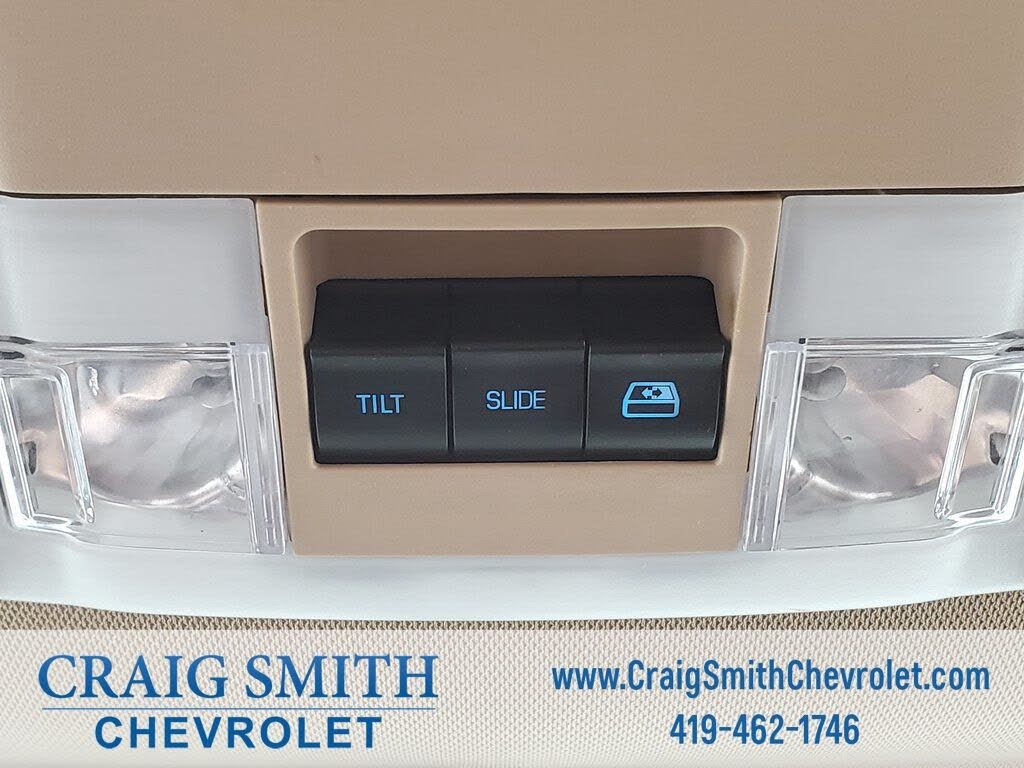 TILT SLIDE
CRAIG SMITH
CHEVROLET
www.CraigSmithChevrolet.com
419-462-1746